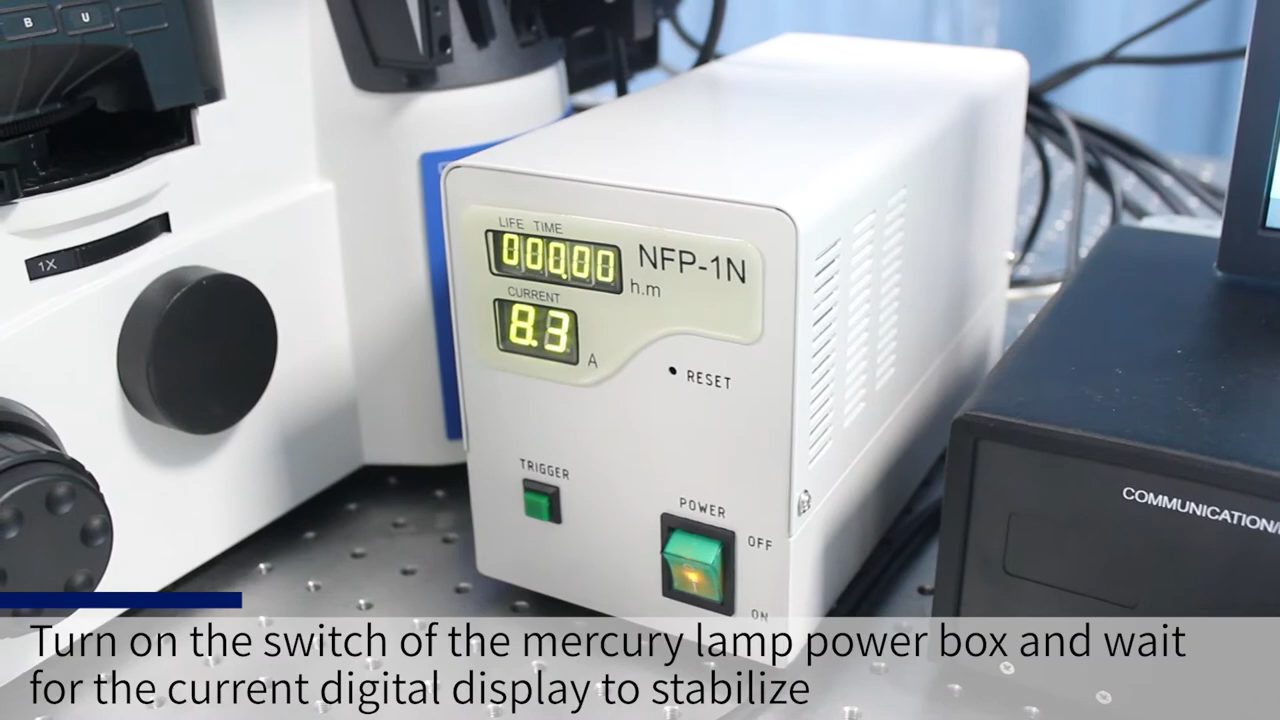 B U
1X
LIFE TIME
000.00
NFP-1N
h.m
CURRENT
8.3
A
RESET
TRIGGER
POWER
OFF
ON
COMMUNICATION/
Turn on the switch of the mercury lamp power box and wait
for the current digital display to stabilize